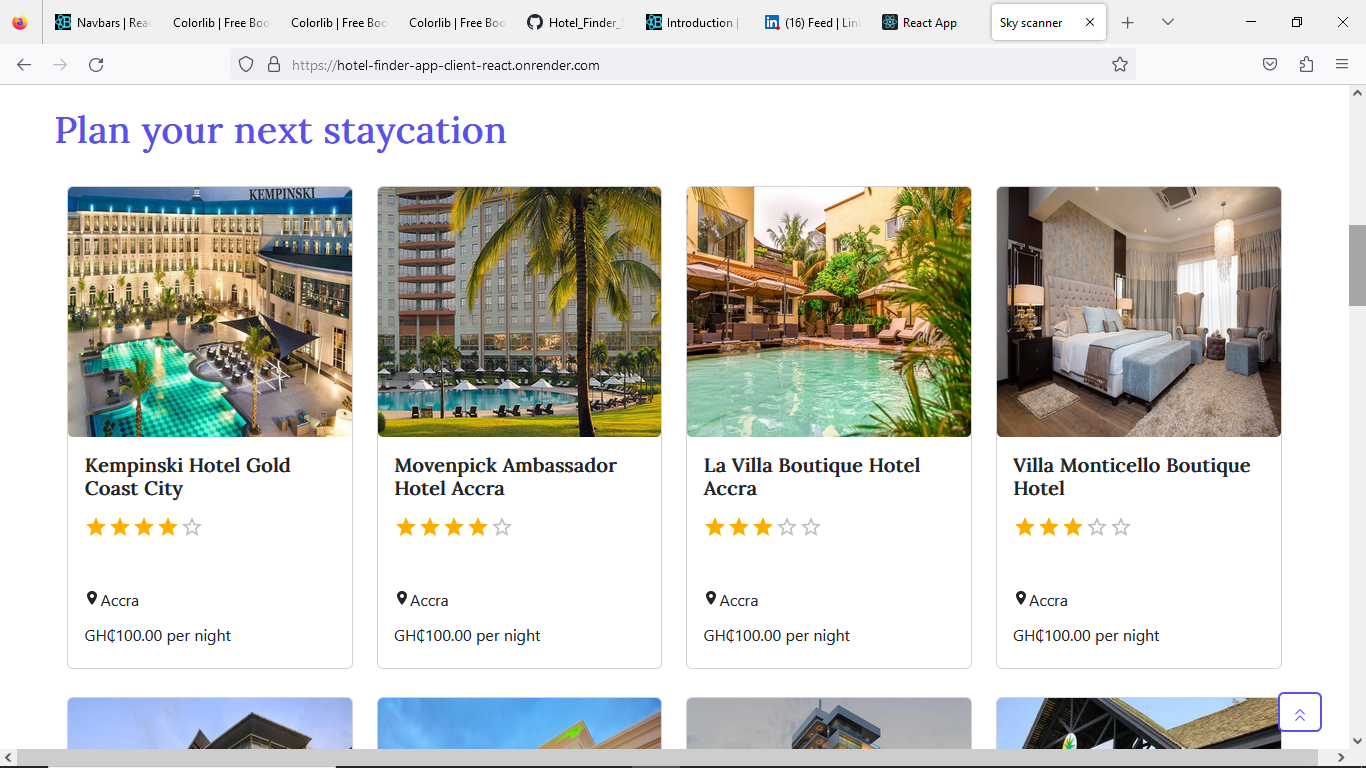 Navbars | Reac
Colorlib | Free Boo
Colorlib | Free Boo
Colorlib | Free Boo
Hotel_Finder_S
Introduction |
(16) Feed | Lin
React App
Sky scanner
https://hotel-finder-app-client-react.onrender.com
Plan your next staycation
KEMPINSKI
Kempinski Hotel Gold
Coast City
Accra
GH₵100.00 per night
Movenpick Ambassador
Hotel Accra
Accra
GH₵100.00 per night
La Villa Boutique Hotel
Accra
Accra
GH₵100.00 per night
Villa Monticello Boutique
Hotel
Accra
GH₵100.00 per night